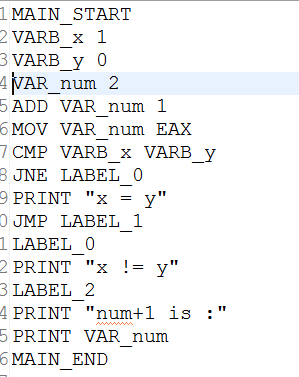 1 MAIN_START
2 VARB_x 1
3 VARB_y 0
4 VAR_num 2
5 ADD VAR_num 1
6 MOV VAR_num EAX
7 CMP VARB_x VARB_y
8 JNE LABEL_0
9 PRINT "x = y"
0 JMP LABEL_1
1 LABEL_0
2 PRINT "x != y"
3 LABEL_2
4 PRINT "num+1 is :"
5 PRINT VAR_num
6 MAIN_END